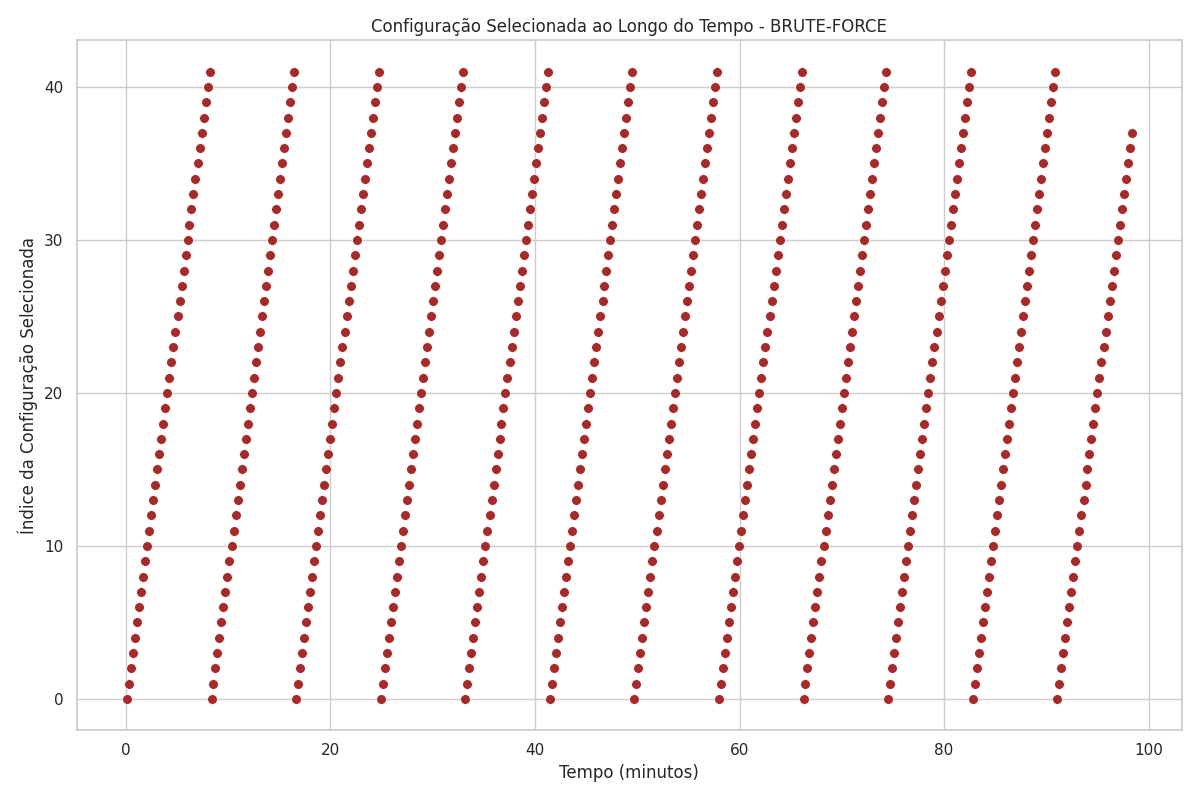 Configuração Selecionada ao Longo do Tempo - BRUTE-FORCE
Índice da Configuração Selecionada
40
30
20
10
0
0 20 40 60 80 100
Tempo (minutos)